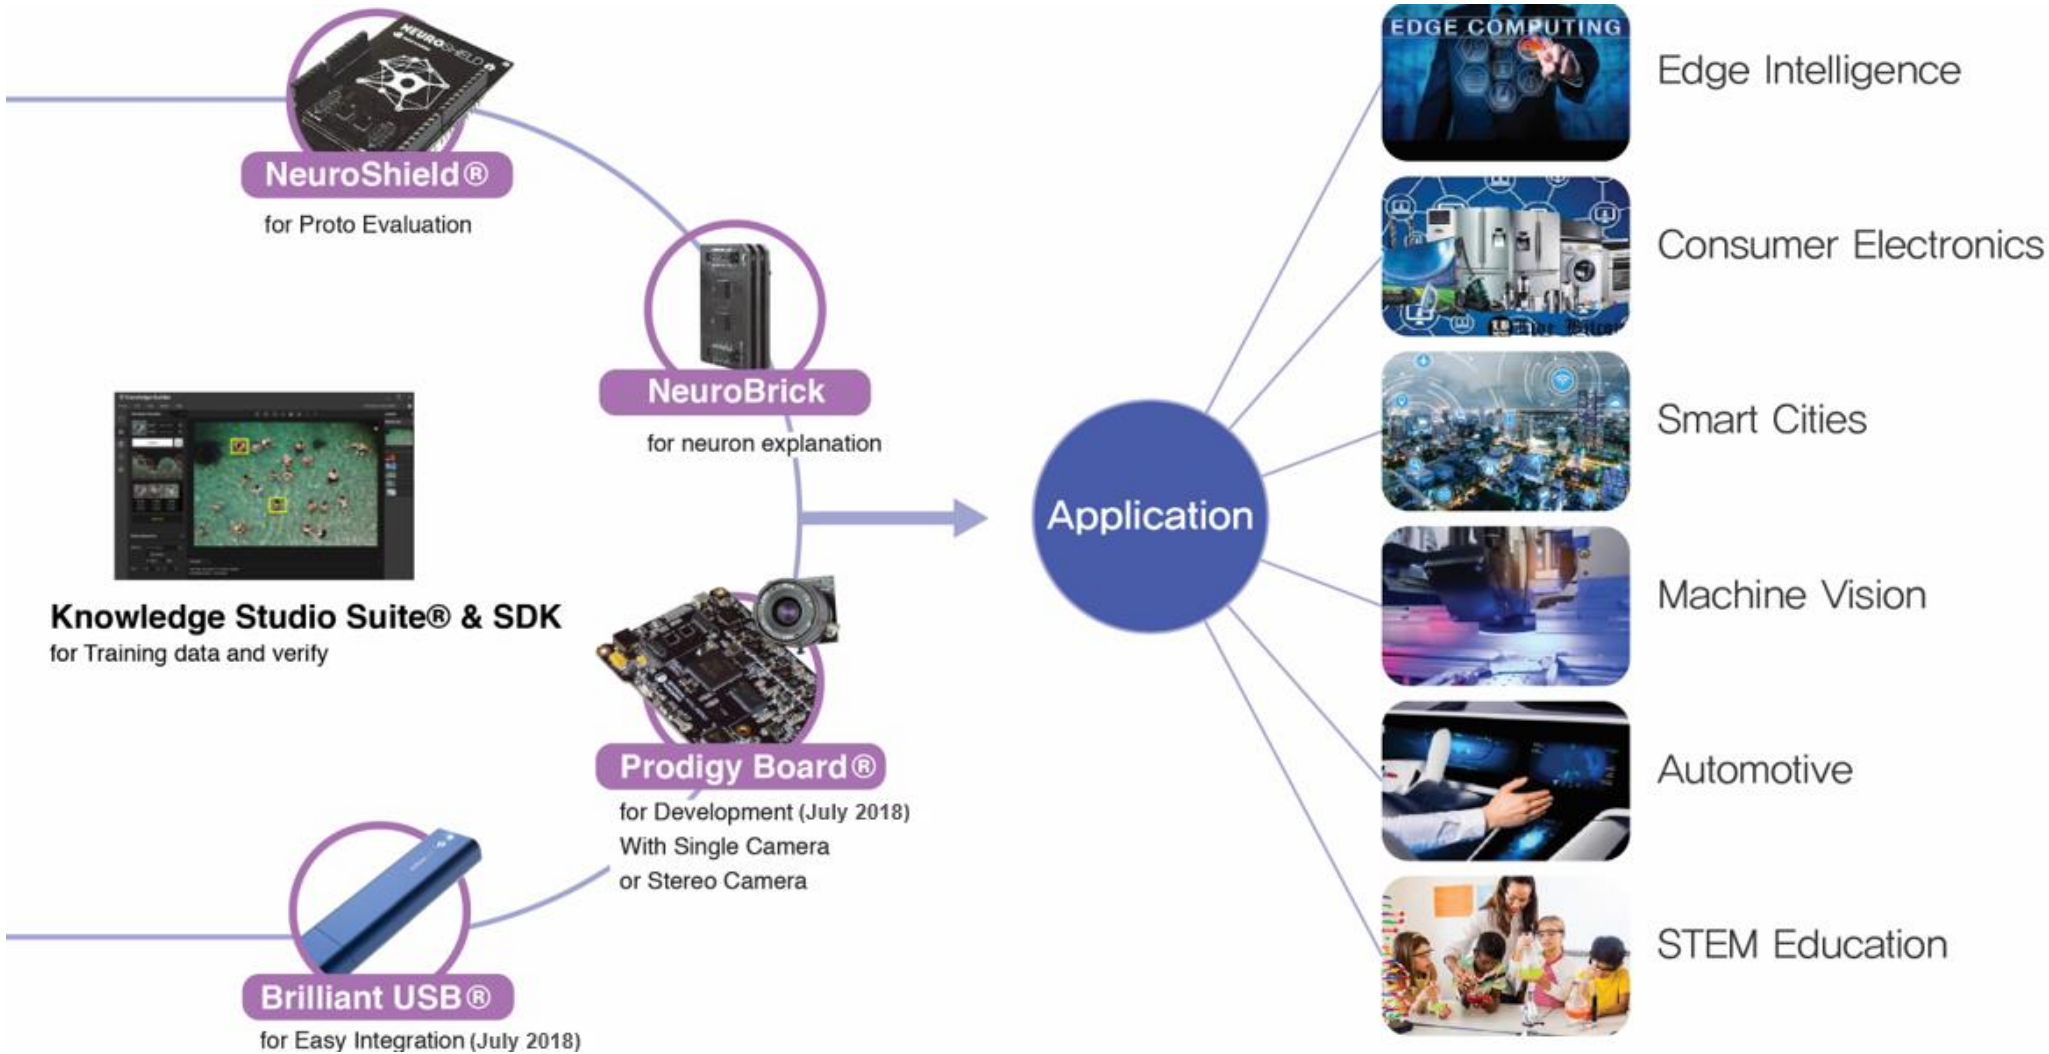 NEUROSHIELD
NeuroShield®
for Proto Evaluation
NeuroBrick
for neuron explanation
Knowledge Studio Suite® & SDK
for Training data and verify
Prodigy Board®
for Development (July 2018)
With Single Camera
or Stereo Camera
Brilliant USB®
for Easy Integration (July 2018)
Application
EDGE COMPUTING
Edge Intelligence
Consumer Electronics
Smart Cities
Machine Vision
Automotive
STEM Education